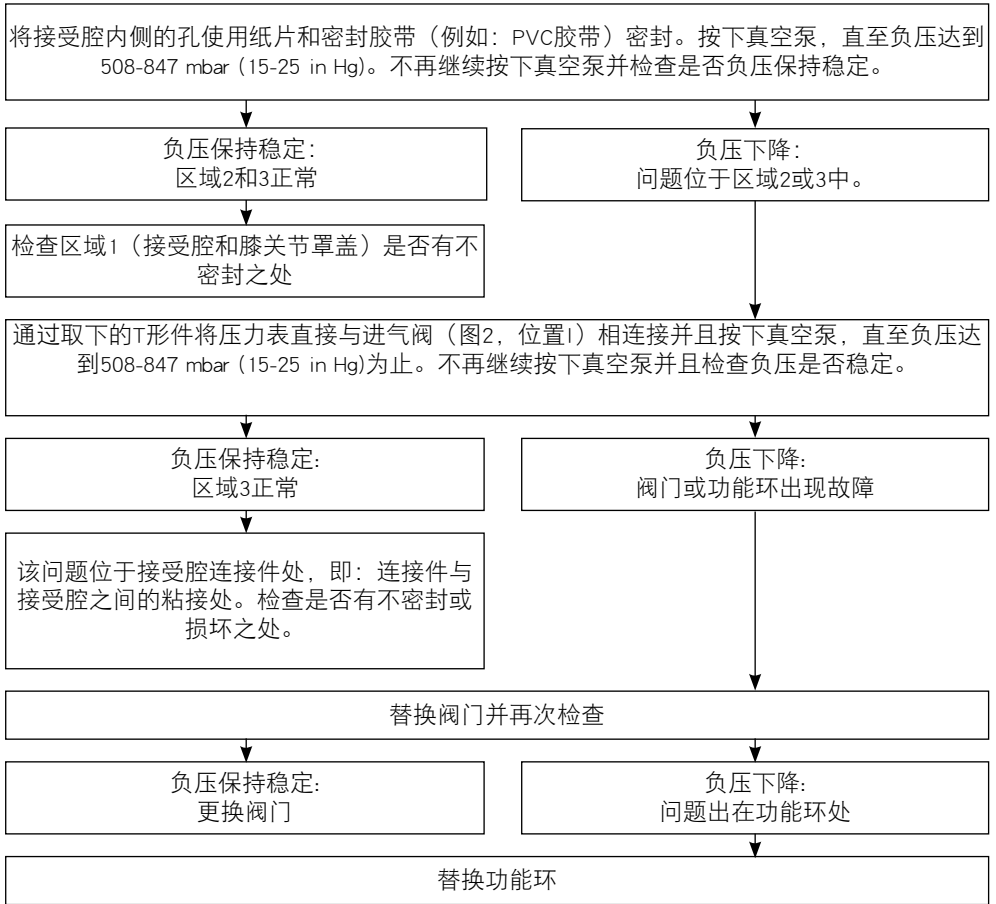 将接受腔内侧的孔使用纸片和密封胶带（例如：PVC胶带）密封。按下真空泵，直至负压达到
508-847 mbar (15-25 in Hg)。不再继续按下真空泵并检查是否负压保持稳定。
负压保持稳定：
区域2和3正常
负压下降：
问题位于区域2或3中。
检查区域1（接受腔和膝关节罩盖）是否有不
密封之处
通过取下的T形件将压力表直接与进气阀（图2，位置I）相连接并且按下真空泵，直至负压达
到508-847 mbar (15-25 in Hg)为止。不再继续按下真空泵并且检查负压是否稳定。
负压保持稳定:
区域3正常
负压下降:
阀门或功能环出现故障
该问题位于接受腔连接件处，即：连接件与
接受腔之间的粘接处。检查是否有不密封或
损坏之处。
替换阀门并再次检查
负压保持稳定：
更换阀门
负压下降:
问题出在功能环处
替换功能环